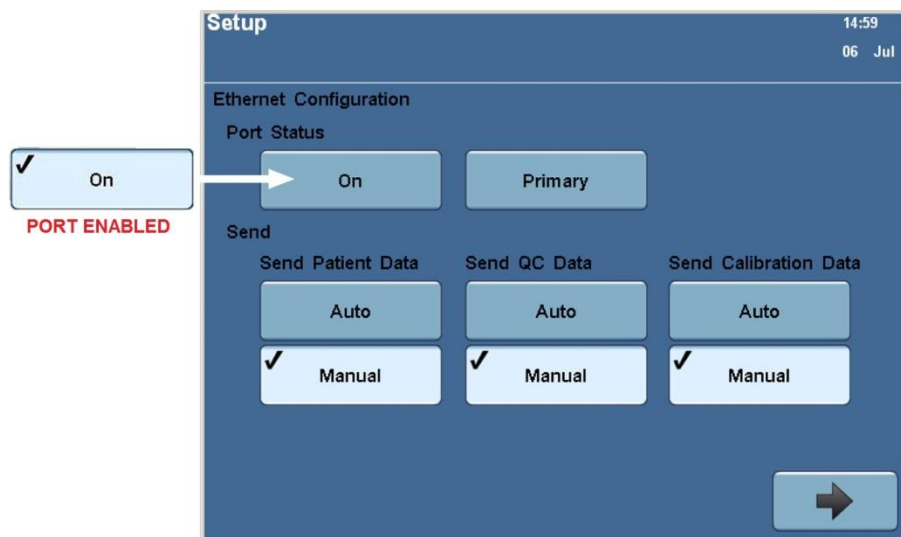 Setup
14:59
06 Jul
Ethernet Configuration
Port Status
On
On
Primary
PORT ENABLED
Send
Send Patient Data
Send QC Data
Send Calibration Data
Auto
Auto
Auto
Manual
Manual
Manual